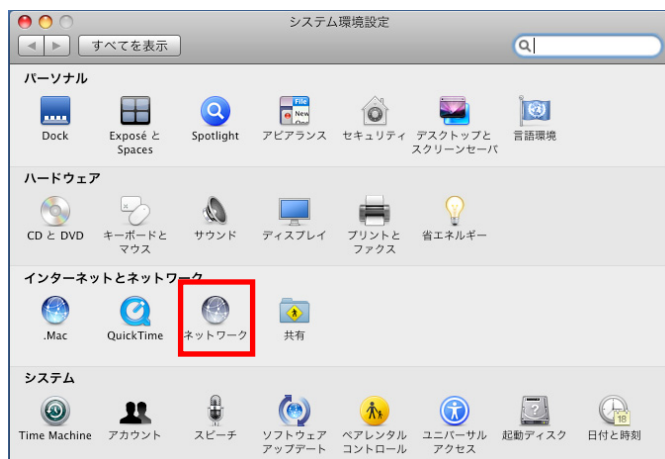 システム環境設定
すべてを表示
パーソナル
Dock
Exposé と
Spaces
Spotlight
アピアランス
セキュリティ
デスクトップと
スクリーンセーバ
言語環境
ハードウェア
CD と DVD
キーボードと
マウス
サウンド
ディスプレイ
プリントと
ファクス
省エネルギー
インターネットとネットワーク
.Mac
QuickTime
ネットワーク
共有
システム
Time Machine
アカウント
スピーチ
ソフトウェア
アップデート
ペアレンタル
コントロール
ユニバーサル
アクセス
起動ディスク
日付と時刻
File
New
18